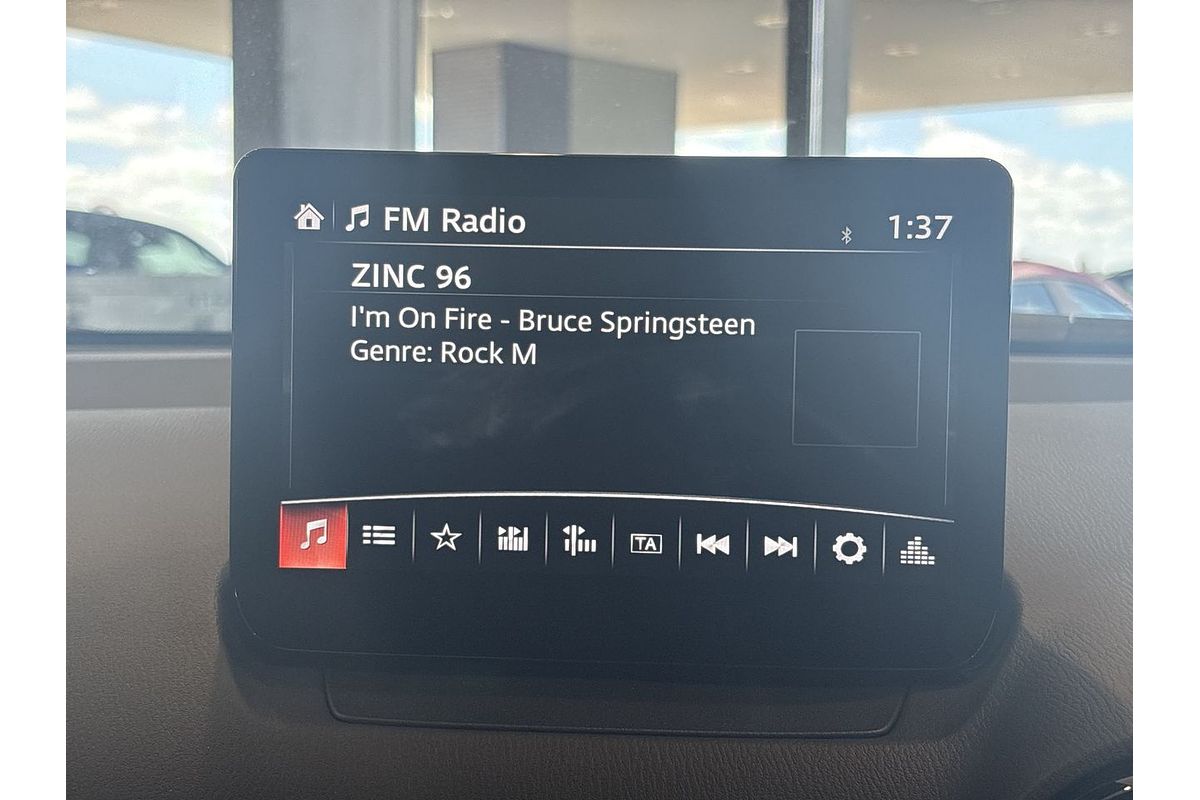 FM Radio
1:37
ZINC 96
I'm On Fire - Bruce Springsteen
Genre: Rock M
TA